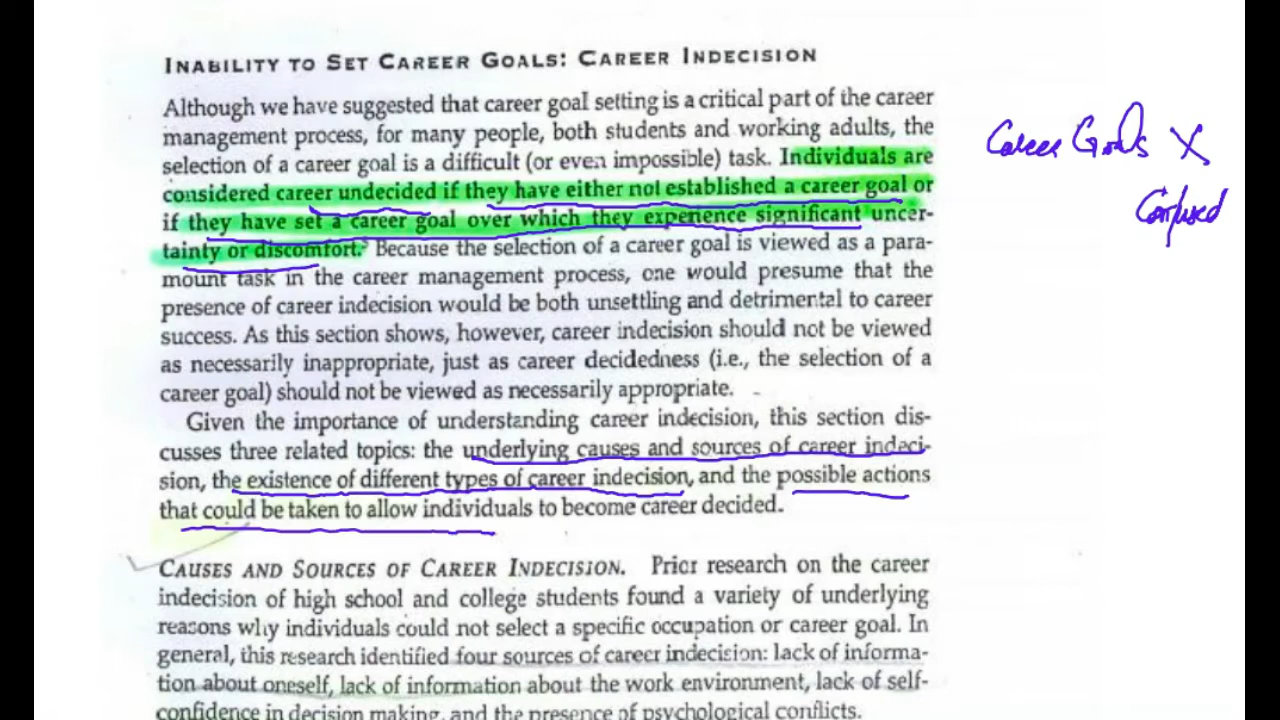 INABILITY TO SET CAREER GOALS: CAREER INDECISION
Although we have suggested that career goal setting is a critical part of the career
management process, for many people, both students and working adults, the
selection of a career goal is a difficult (or even impossible) task. Individuals are
considered career undecided if they have either not established a career goal or
if they have set a career goal over which they experience significant uncer-
tainty or discomfort. Because the selection of a career goal is viewed as a para-
mount task in the career management process, one would presume that the
presence of career indecision would be both unsettling and detrimental to career
success. As this section shows, however, career indecision should not be viewed
as necessarily inappropriate, just as career decidedness (i.e., the selection of a
career goal) should not be viewed as necessarily appropriate.
Given the importance of understanding career indecision, this section dis-
cusses three related topics: the underlying causes and sources of career indeci-
sion, the existence of different types of career indecision, and the possible actions
that could be taken to allow individuals to become career decided.
CAUSES AND SOURCES OF CAREER INDECISION. Prior research on the career
indecision of high school and college students found a variety of underlying
reasons why individuals could not select a specific occupation or career goal. In
general, this research identified four sources of career indecision: lack of informa-
tion about oneself, lack of information about the work environment, lack of self-
confidence in decision making, and the presence of psychological conflicts.
Career Goals X
Confused